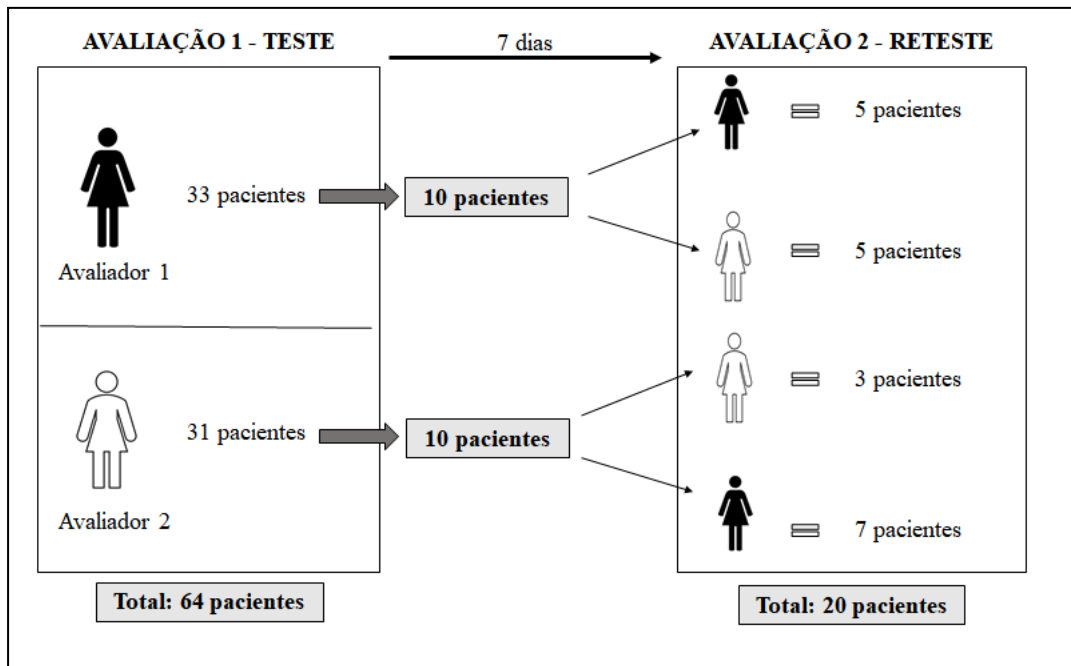 AVALIAÇÃO 1 - TESTE
7 dias
AVALIAÇÃO 2 - RETESTE
33 pacientes
Avaliador 1
10 pacientes
5 pacientes
5 pacientes
31 pacientes
Avaliador 2
10 pacientes
3 pacientes
7 pacientes
Total: 64 pacientes
Total: 20 pacientes